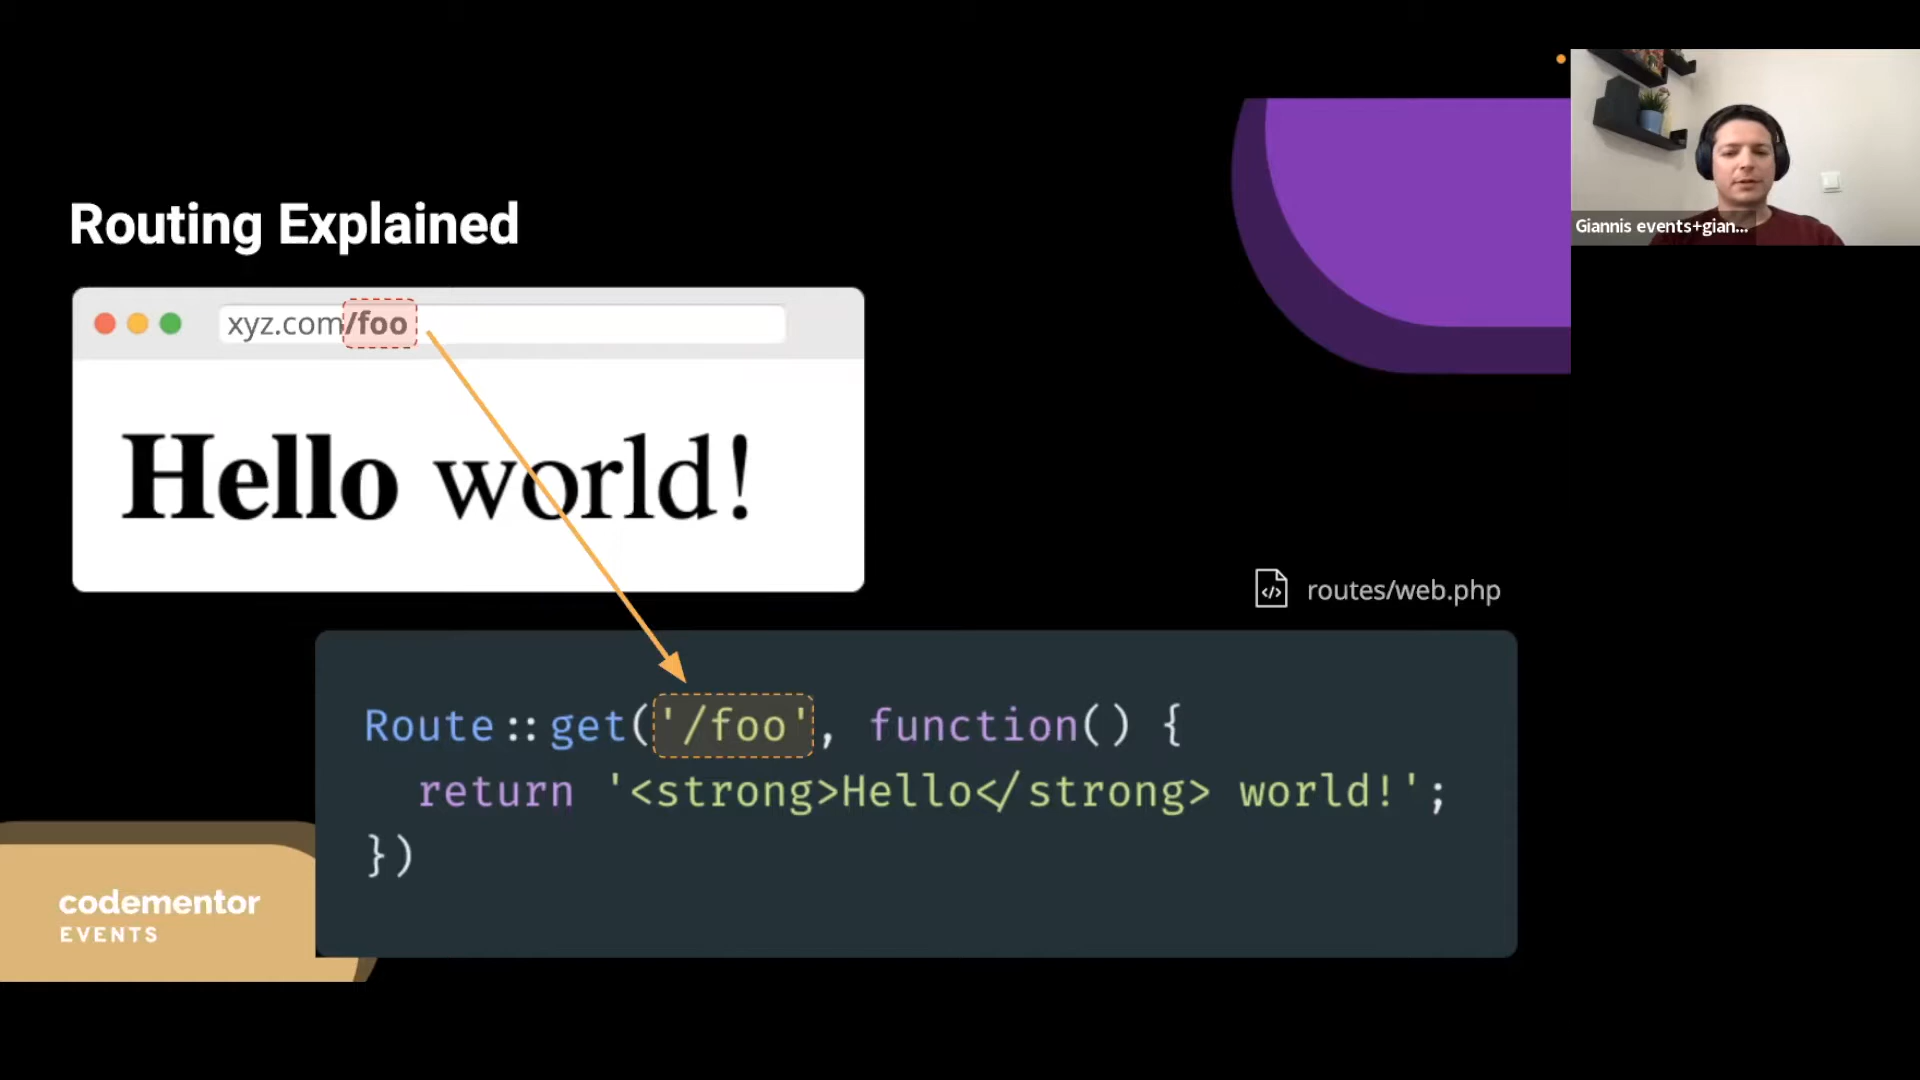 Giannis events+gian...
Routing Explained
xyz.com/foo
Hello world!
routes/web.php
Route::get('/foo', function() {
return '<strong>Hello</strong> world!';
})
codementor
EVENTS